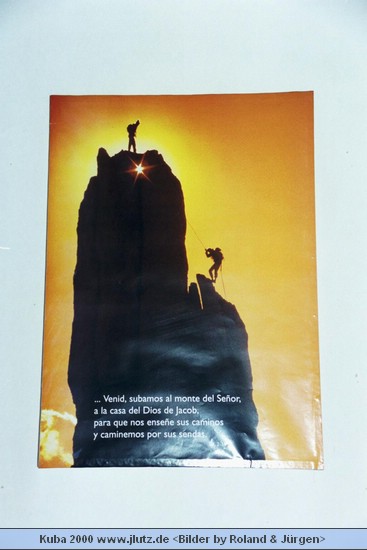 ... Venid, subamos al monte del Señor,
a la casa del Dios de Jacob,
para que nos enseñe sus caminos
y caminemos por sus sendas.
Kuba 2000 www.jlutz.de <Bilder by Roland & Jürgen>